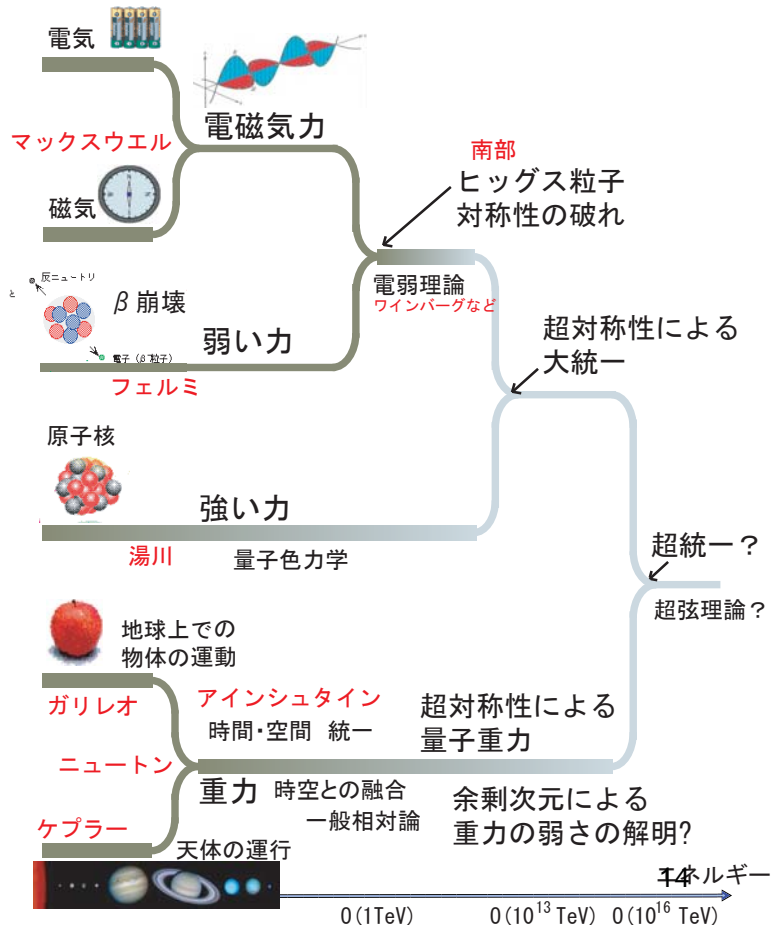 電気
電磁気力
マックスウエル
磁気
南部
ヒッグス粒子
対称性の破れ
電弱理論
ワインバーグなど
反ニュートリ
と
β崩壊
電子（β⁻粒子）
弱い力
フェルミ
超対称性による
大統一
原子核
強い力
湯川
量子色力学
超統一？
超弦理論？
地球上での
物体の運動
ガリレオ
アインシュタイン
時間・空間 統一
超対称性による
量子重力
ニュートン
重力
時空との融合
一般相対論
余剰次元による
重力の弱さの解明?
ケプラー
天体の運行
エネルギー
14
O(1TeV)
O(10¹³ TeV)
O(10¹⁶ TeV)